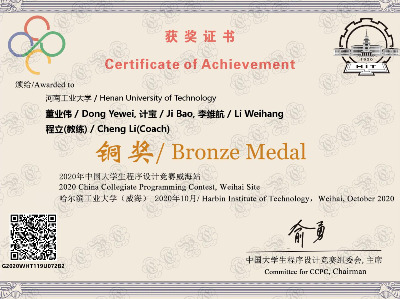 获奖证书
Certificate of Achievement
1920
HIT
颁给/Awarded to
河南工业大学 / Henan University of Technology
董业伟 / Dong Yewei, 计宝 / Ji Bao, 李维航 / Li Weihang
程立(教练) / Cheng Li(Coach)
铜奖/ Bronze Medal
2020年中国大学生程序设计竞赛威海站
2020 China Collegiate Programming Contest, Weihai Site
哈尔滨工业大学（威海） 2020年10月/ Harbin Institute of Technology, Weihai, October 2020
俞勇
G2020WHT119U072B2
中国大学生程序设计竞赛组委会, 主席
Committee for CCPC, Chairman